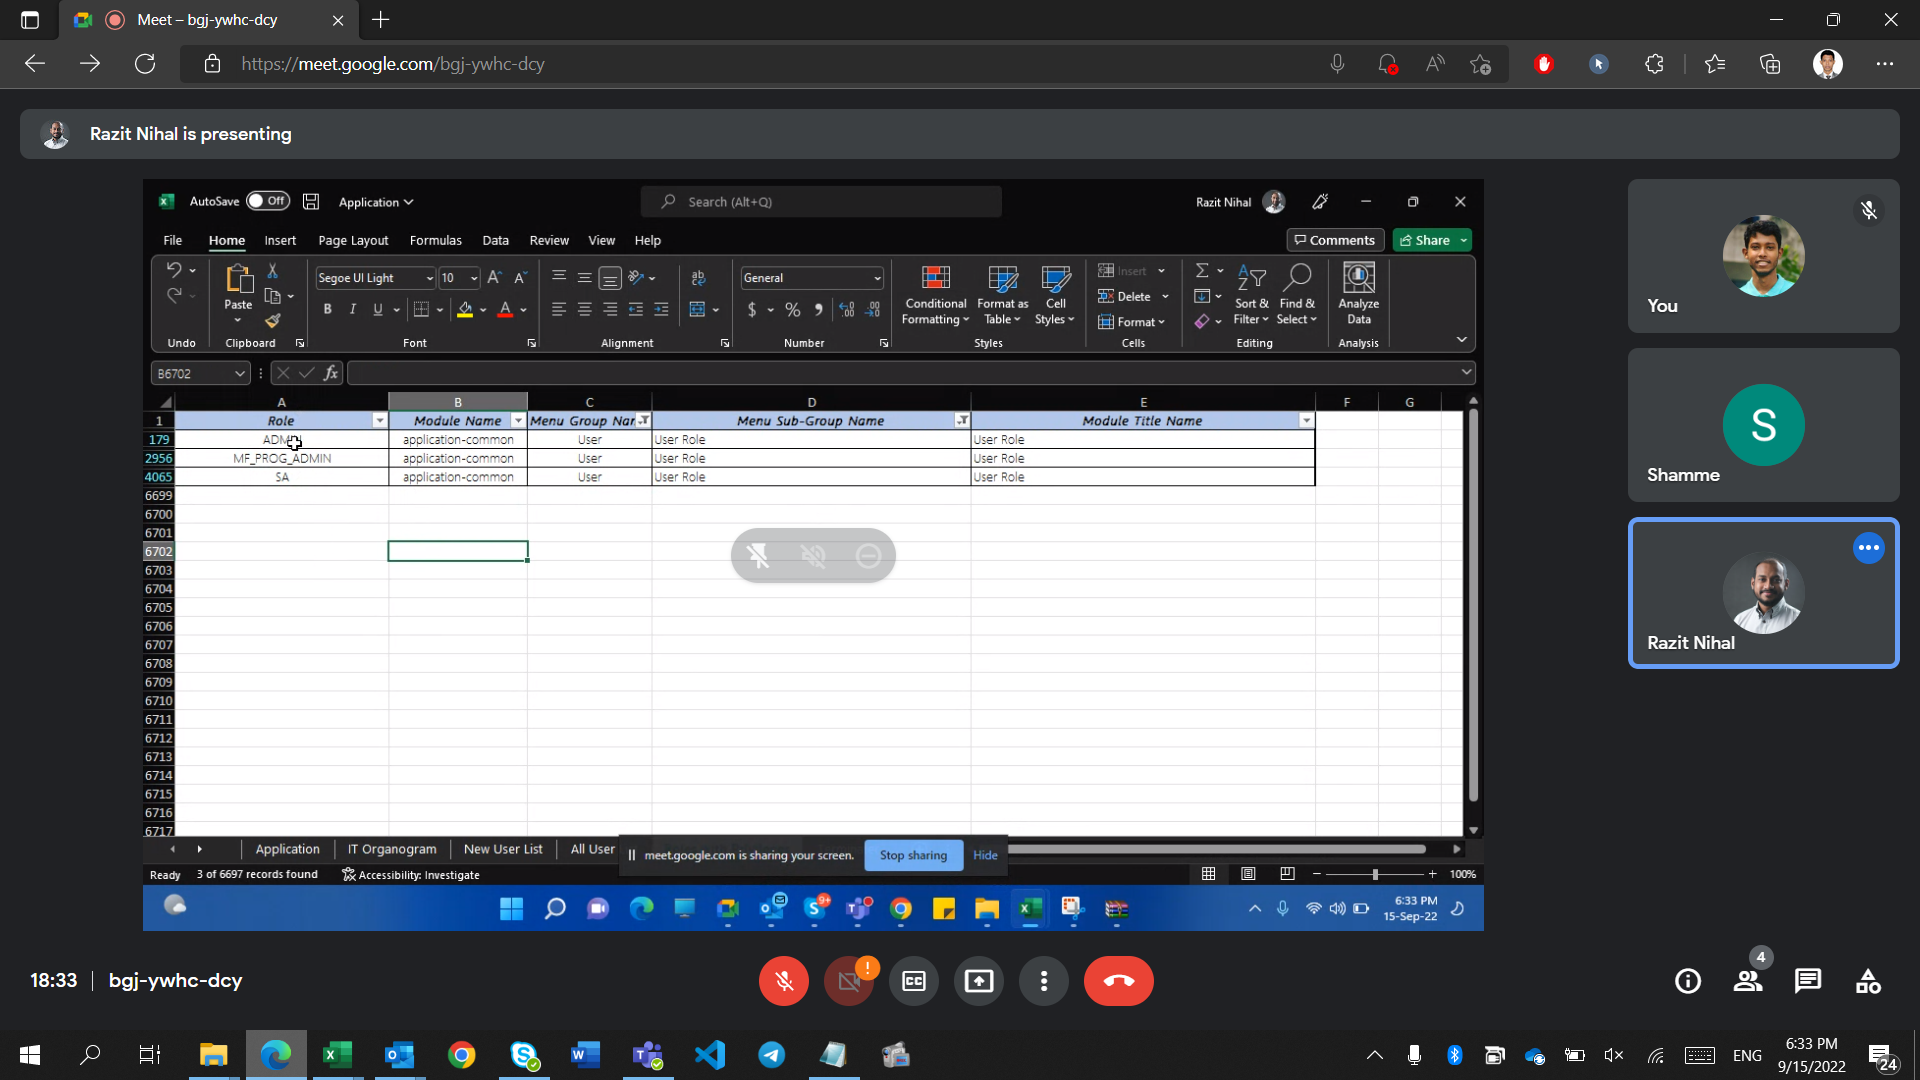 Meet – bgj-ywhc-dcy
https://meet.google.com/bgj-ywhc-dcy
Razit Nihal is presenting
AutoSave Off Application Search (Alt+Q) Razit Nihal
File Home Insert Page Layout Formulas Data Review View Help Comments Share
Segoe UI Light 10 General
Paste Conditional Formatting Format as Table Cell Styles Insert Delete Format Sort & Filter Find & Select Analyze Data
Undo Clipboard Font Alignment Number Styles Cells Editing Analysis
B6702 fx
A B C D E F G
1 Role Module Name Menu Group Nar Menu Sub-Group Name Module Title Name
179 application-common User User Role User Role
2956 MF_PROG_ADMIN application-common User User Role User Role
4065 SA application-common User User Role User Role
6699
6700
6701
6702
6703
6704
6705
6706
6707
6708
6709
6710
6711
6712
6713
6714
6715
6716
6717
Application IT Organogram New User List All User
meet.google.com is sharing your screen. Stop sharing Hide
Ready 3 of 6697 records found Accessibility: Investigate 100%
9+ 6:33 PM
15-Sep-22
You
S
Shamme
Razit Nihal
18:33 bgj-ywhc-dcy
CC
4
ENG 6:33 PM
9/15/2022
24